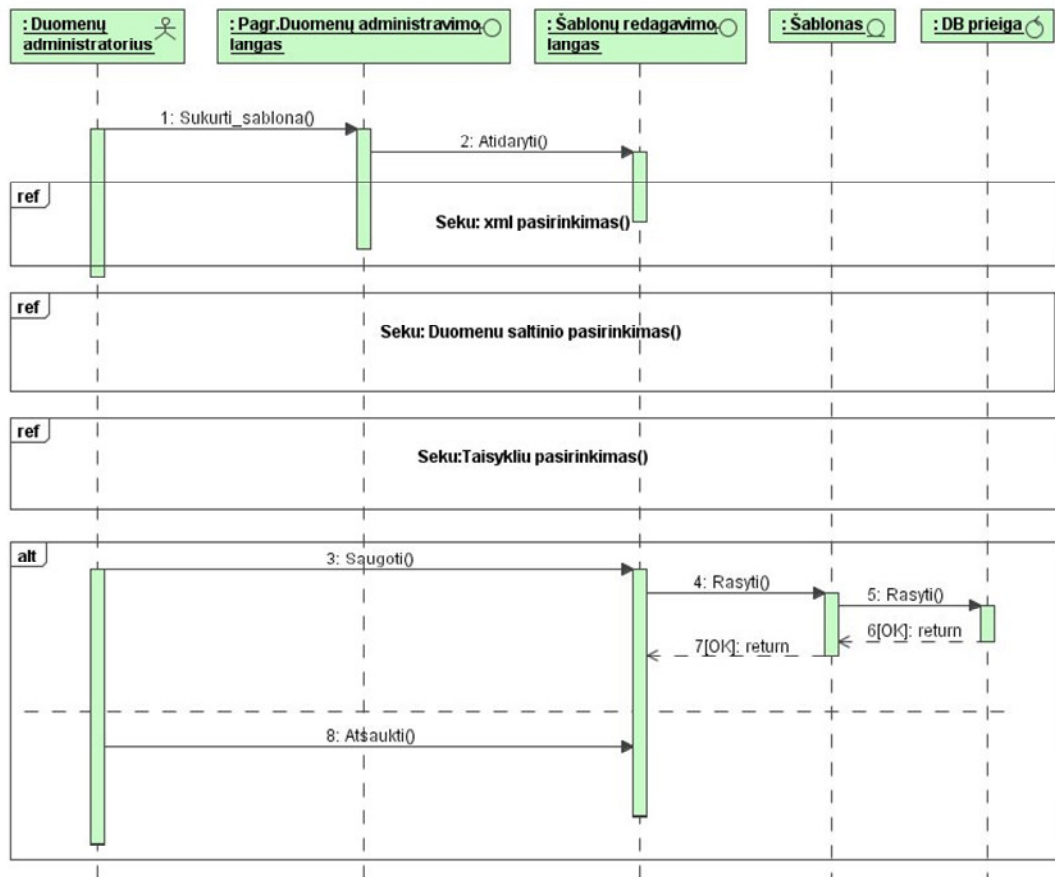 : Duomenų
administratorius
: Pagr.Duomenų administravimo
langas
: Šablonų redagavimo
langas
: Šablonas
: DB prieiga
1: Sukurti_sablona()
2: Atidaryti()
ref
Seku: xml pasirinkimas()
ref
Seku: Duomenu saltinio pasirinkimas()
ref
Seku:Taisykliu pasirinkimas()
alt
3: Saugoti()
4: Rasyti()
5: Rasyti()
6[OK]: return
7[OK]: return
8: Atsaukti()